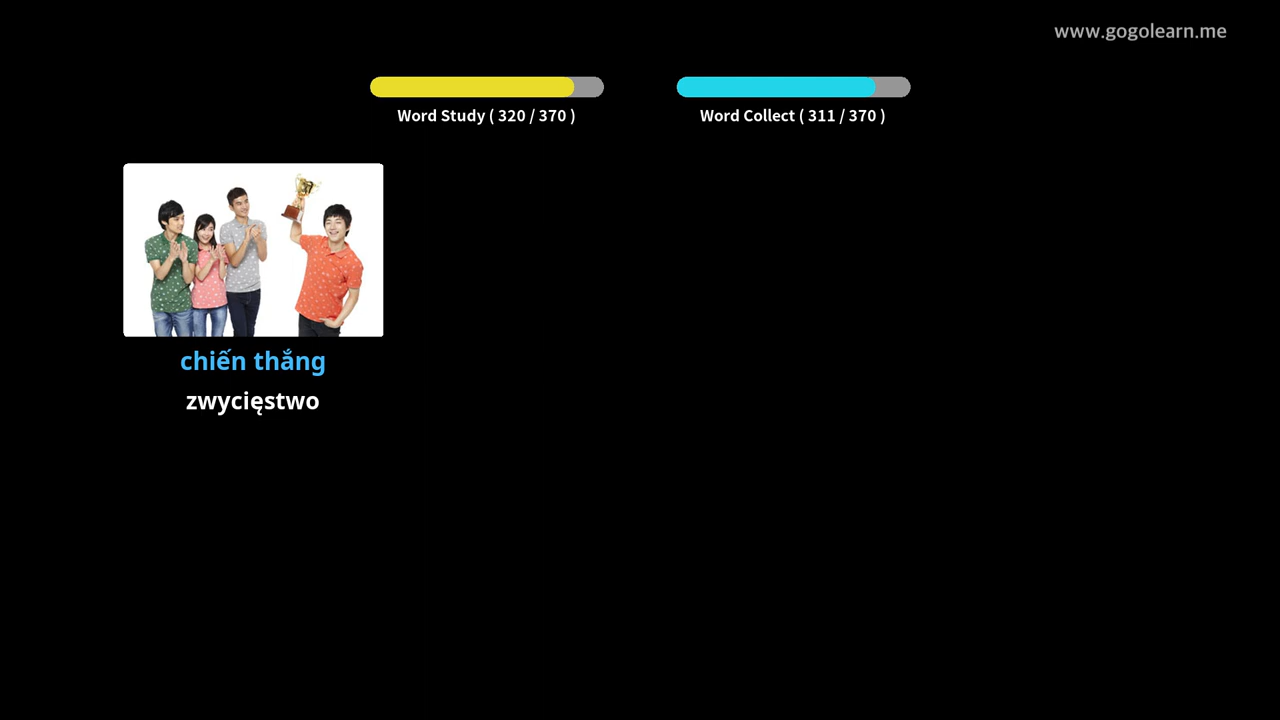 www.gogolearn.me
Word Study ( 320 / 370 )
Word Collect ( 311 / 370 )
chiến thắng
zwycięstwo